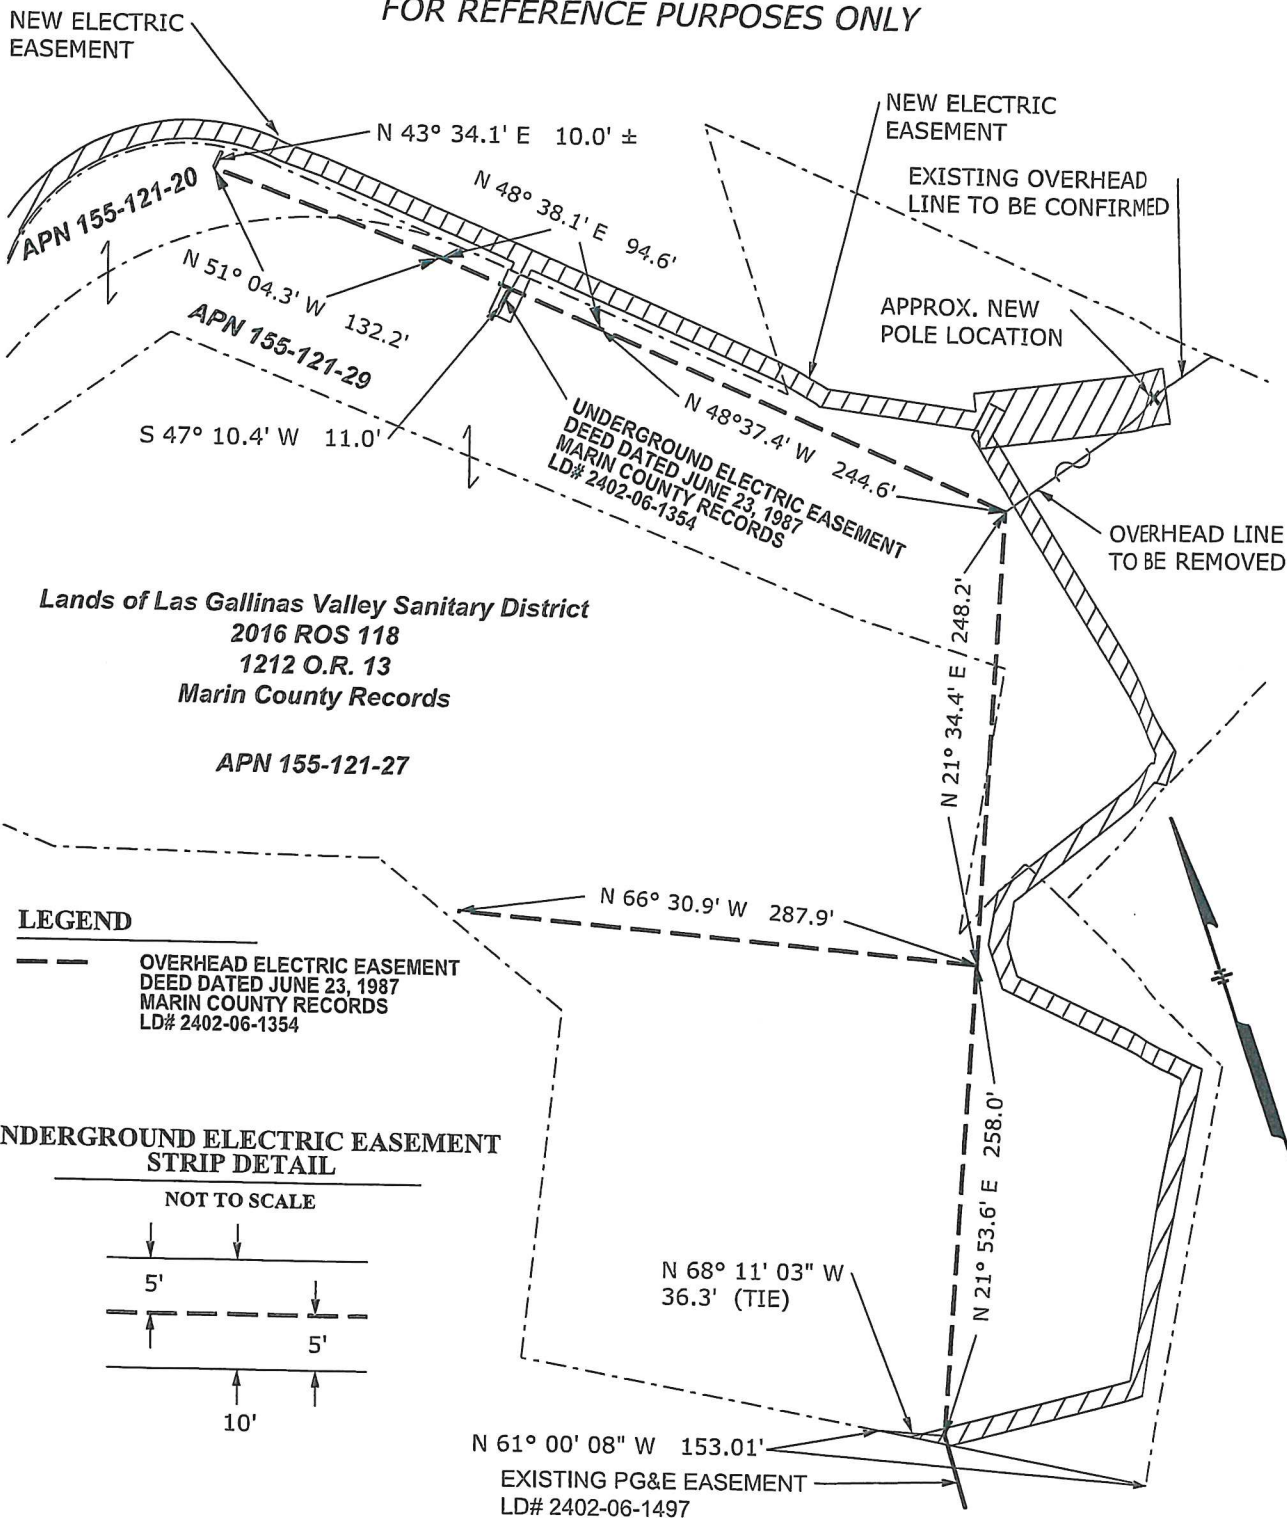 FOR REFERENCE PURPOSES ONLY
NEW ELECTRIC
EASEMENT
N 43° 34.1' E 10.0' ±
NEW ELECTRIC
EASEMENT
EXISTING OVERHEAD
LINE TO BE CONFIRMED
APN 155-121-20
N 48° 38.1' E 94.6'
N 51° 04.3' W 132.2'
APPROX. NEW
POLE LOCATION
APN 155-121-29
S 47° 10.4' W 11.0'
N 48°37.4' W 244.6'
UNDERGROUND ELECTRIC EASEMENT
DEED DATED JUNE 23, 1987
MARIN COUNTY RECORDS
LD# 2402-06-1354
OVERHEAD LINE
TO BE REMOVED
Lands of Las Gallinas Valley Sanitary District
2016 ROS 118
1212 O.R. 13
Marin County Records
APN 155-121-27
N 21° 34.4' E 248.2'
N 66° 30.9' W 287.9'
LEGEND
OVERHEAD ELECTRIC EASEMENT
DEED DATED JUNE 23, 1987
MARIN COUNTY RECORDS
LD# 2402-06-1354
N 21° 53.6' E 258.0'
NDERGROUND ELECTRIC EASEMENT
STRIP DETAIL
NOT TO SCALE
5'
5'
10'
N 68° 11' 03" W
36.3' (TIE)
N 61° 00' 08" W 153.01'
EXISTING PG&E EASEMENT
LD# 2402-06-1497